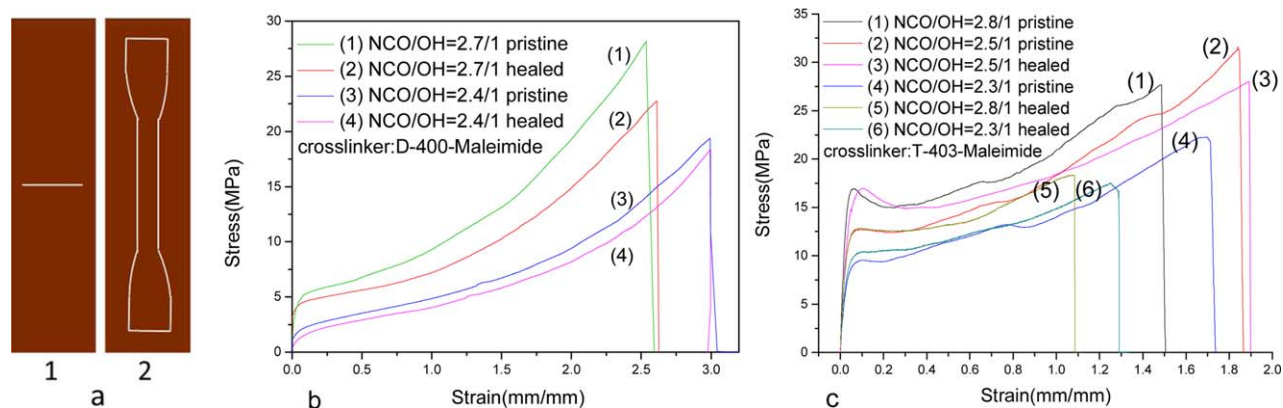 1
2
a
30
25
20
15
10
5
0
Stress(MPa)
(1) NCO/OH=2.7/1 pristine
(2) NCO/OH=2.7/1 healed
(3) NCO/OH=2.4/1 pristine
(4) NCO/OH=2.4/1 healed
crosslinker:D-400-Maleimide
(1)
(2)
(3)
(4)
0.0 0.5 1.0 1.5 2.0 2.5 3.0
Strain(mm/mm)
b
35
30
25
20
15
10
5
0
Stress(MPa)
(1) NCO/OH=2.8/1 pristine
(2) NCO/OH=2.5/1 pristine
(3) NCO/OH=2.5/1 healed
(4) NCO/OH=2.3/1 pristine
(5) NCO/OH=2.8/1 healed
(6) NCO/OH=2.3/1 healed
crosslinker:T-403-Maleimide
(1)
(2)
(3)
(4)
(5)
(6)
0.0 0.2 0.4 0.6 0.8 1.0 1.2 1.4 1.6 1.8 2.0
Strain(mm/mm)
c